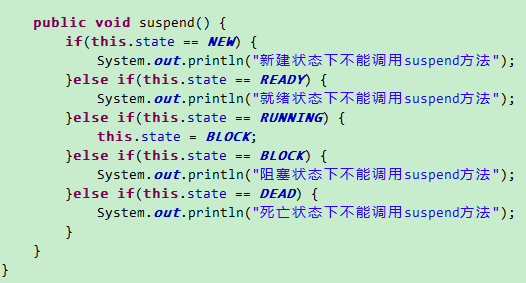 public void suspend() {
if(this.state == NEW) {
System.out.println("新建状态下不能调用suspend方法");
}else if(this.state == READY) {
System.out.println("就绪状态下不能调用suspend方法");
}else if(this.state == RUNNING) {
this.state = BLOCK;
}else if(this.state == BLOCK) {
System.out.println("阻塞状态下不能调用suspend方法");
}else if(this.state == DEAD) {
System.out.println("死亡状态下不能调用suspend方法");
}
}
}